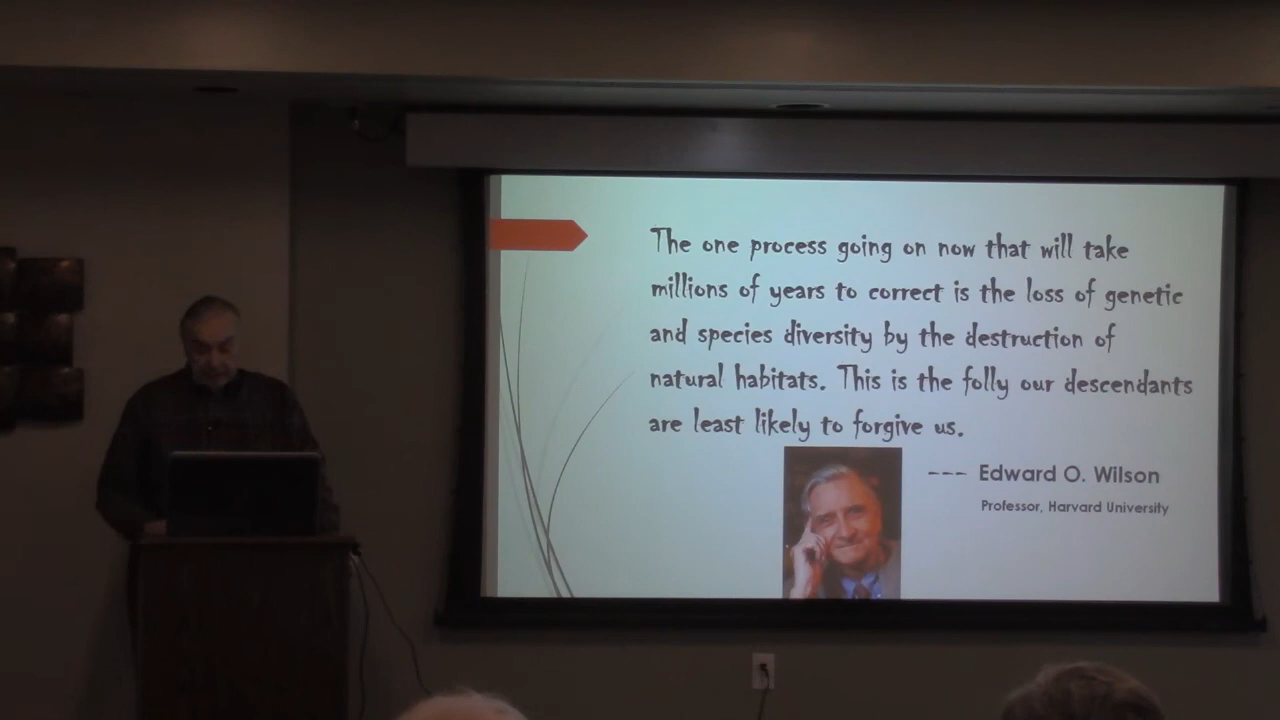 The one process going on now that will take
millions of years to correct is the loss of genetic
and species diversity by the destruction of
natural habitats. This is the folly our descendants
are least likely to forgive us.
--- Edward O. Wilson
Professor, Harvard University